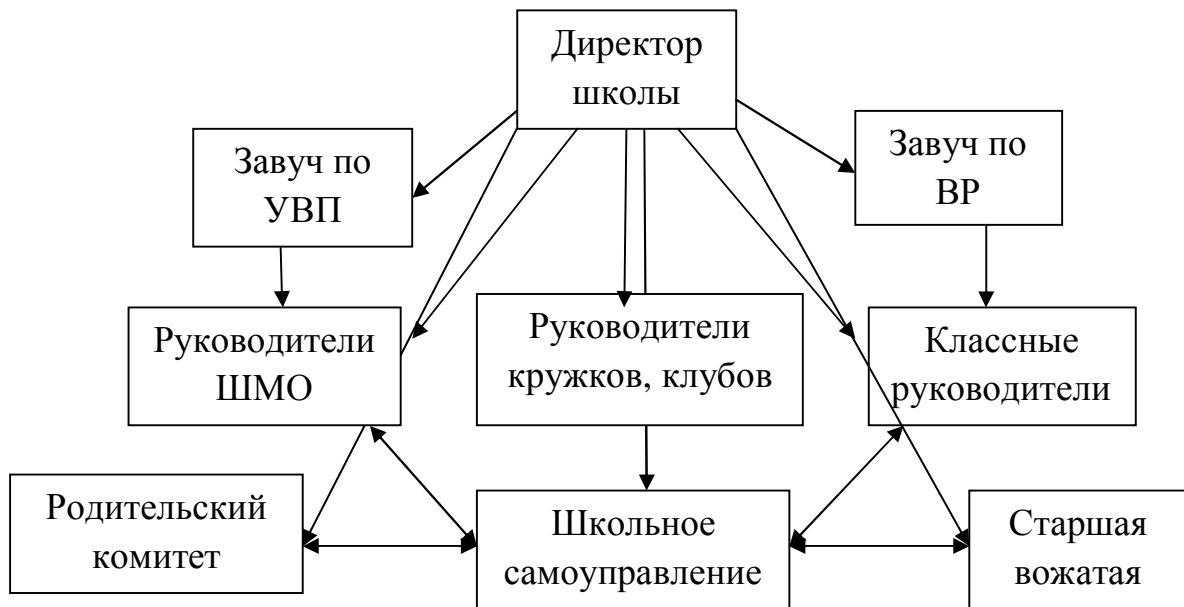 Директор
школы
Завуч по
УВП
Завуч по
ВР
Руководители
ШМО
Руководители
кружков, клубов
Классные
руководители
Родительский
комитет
Школьное
самоуправление
Старшая
вожатая